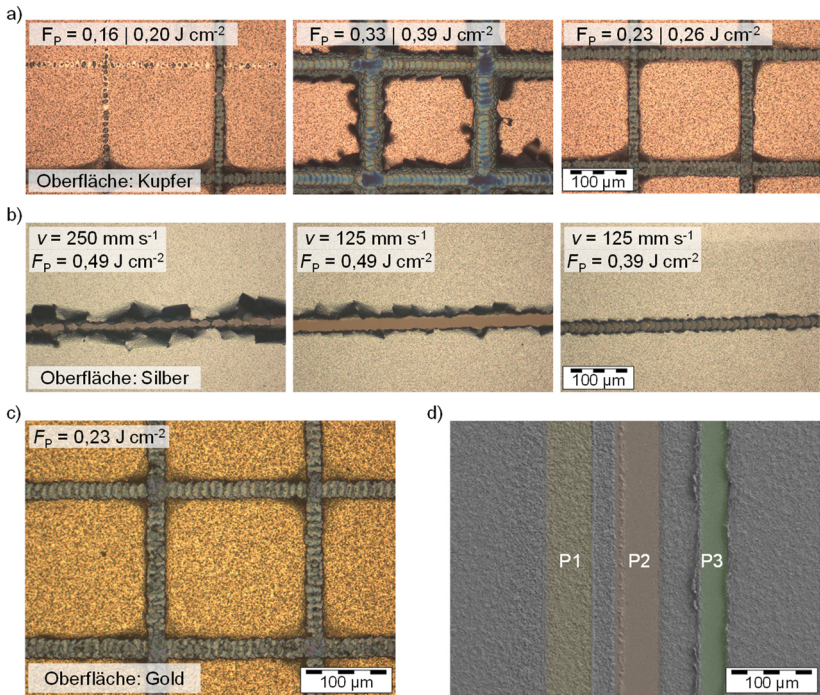 a)
F_P = 0,16 | 0,20 J cm⁻²
F_P = 0,33 | 0,39 J cm⁻²
F_P = 0,23 | 0,26 J cm⁻²
Oberfläche: Kupfer
100 µm
b)
v = 250 mm s⁻¹
F_P = 0,49 J cm⁻²
v = 125 mm s⁻¹
F_P = 0,49 J cm⁻²
v = 125 mm s⁻¹
F_P = 0,39 J cm⁻²
Oberfläche: Silber
100 µm
c)
F_P = 0,23 J cm⁻²
Oberfläche: Gold
100 µm
d)
P1
P2
P3
100 µm